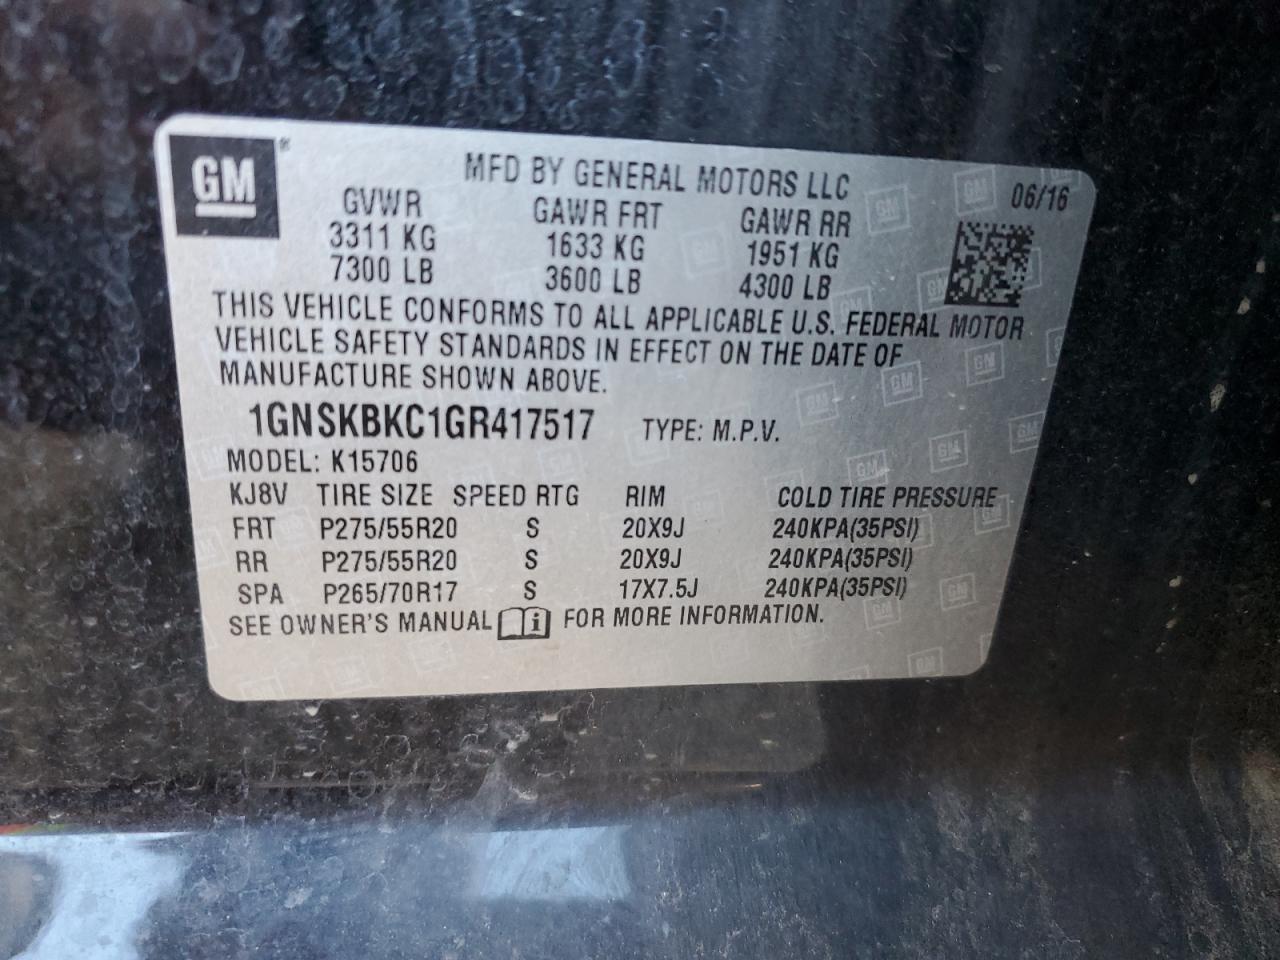 GM®
MFD BY GENERAL MOTORS LLC 06/16
GVWR GAWR FRT GAWR RR
3311 KG 1633 KG 1951 KG
7300 LB 3600 LB 4300 LB
THIS VEHICLE CONFORMS TO ALL APPLICABLE U.S. FEDERAL MOTOR
VEHICLE SAFETY STANDARDS IN EFFECT ON THE DATE OF
MANUFACTURE SHOWN ABOVE.
1GNSKBKC1GR417517 TYPE: M.P.V.
MODEL: K15706
KJ8V TIRE SIZE SPEED RTG RIM COLD TIRE PRESSURE
FRT P275/55R20 S 20X9J 240KPA(35PSI)
RR P275/55R20 S 20X9J 240KPA(35PSI)
SPA P265/70R17 S 17X7.5J 240KPA(35PSI)
SEE OWNER'S MANUAL i FOR MORE INFORMATION.